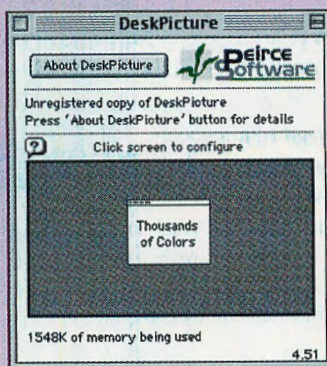 DeskPicture
About DeskPicture
Peirce
Software
Unregistered copy of DeskPicture
Press 'About DeskPicture' button for details
?
Click screen to configure
Thousands
of Colors
1548K of memory being used
4.51